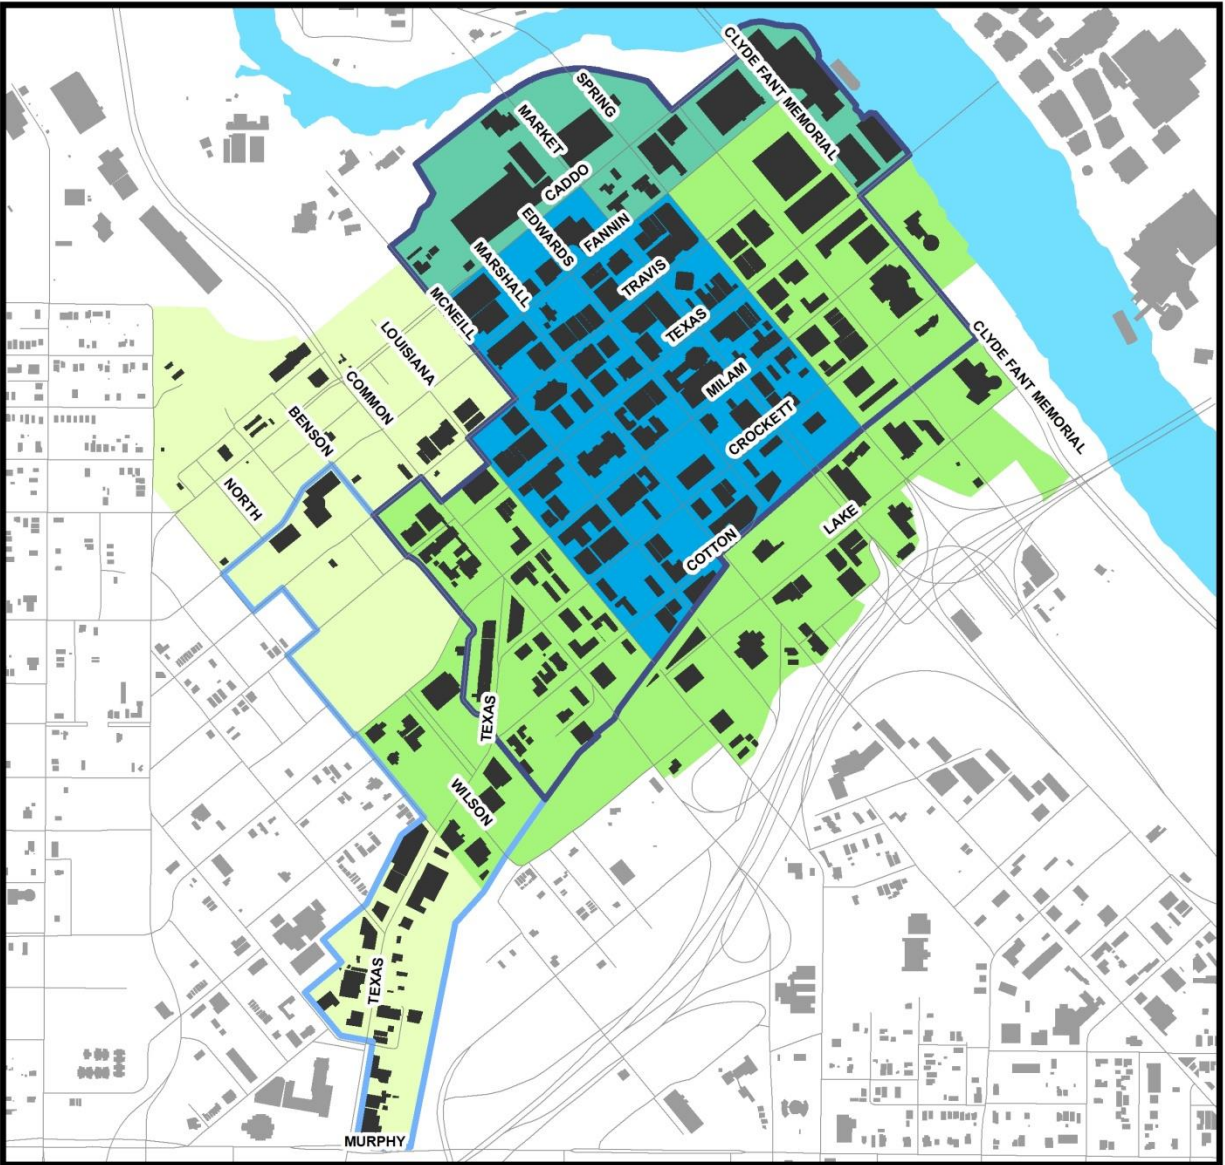 CLYDE FANT MEMORIAL
SPRING
MARKET
CADDO
EDWARDS
FANNIN
MARSHALL
TRAVIS
MCNEILL
TEXAS
LOUISIANA
CLYDE FANT MEMORIAL
COMMON
MILAM
BENSON
CROCKETT
NORTH
LAKE
COTTON
TEXAS
WILSON
TEXAS
MURPHY